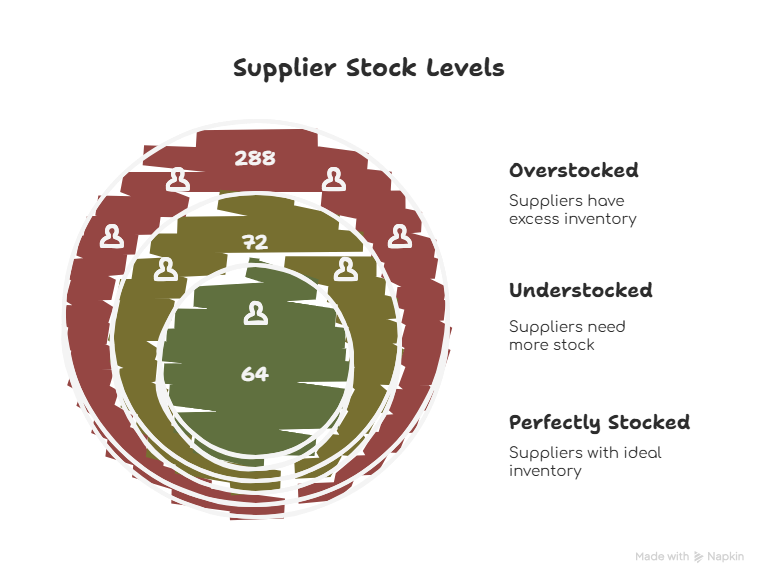 Supplier Stock Levels
288
Overstocked
Suppliers have
excess inventory
72
Understocked
Suppliers need
more stock
64
Perfectly Stocked
Suppliers with ideal
inventory
Made with Napkin